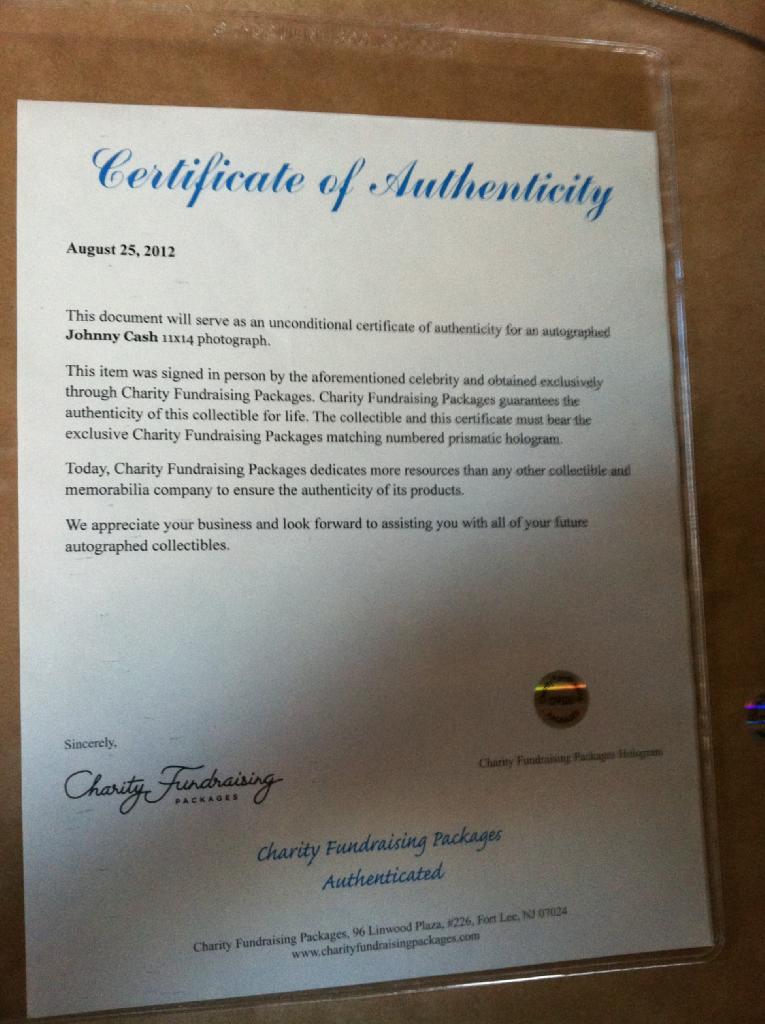 Certificate of Authenticity
August 25, 2012
This document will serve as an unconditional certificate of authenticity for an autographed
Johnny Cash 11x14 photograph.
This item was signed in person by the aforementioned celebrity and obtained exclusively
through Charity Fundraising Packages. Charity Fundraising Packages guarantees the
authenticity of this collectible for life. The collectible and this certificate must bear the
exclusive Charity Fundraising Packages matching numbered prismatic hologram.
Today, Charity Fundraising Packages dedicates more resources than any other collectible and
memorabilia company to ensure the authenticity of its products.
We appreciate your business and look forward to assisting you with all of your future
autographed collectibles.
Sincerely,
Charity Fundraising
PACKAGES
Charity Fundraising Packages Hologram
Charity Fundraising Packages
Authenticated
Charity Fundraising Packages, 96 Linwood Plaza, #226, Fort Lee, NJ 07024
www.charityfundraisingpackages.com